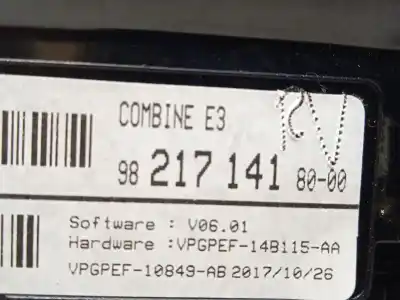 COMBINE E3
98 217 141 80-00
Software : V06.01
Hardware :VPGPEF-14B115-AA
VPGPEF-10849-AB 2017/10/26